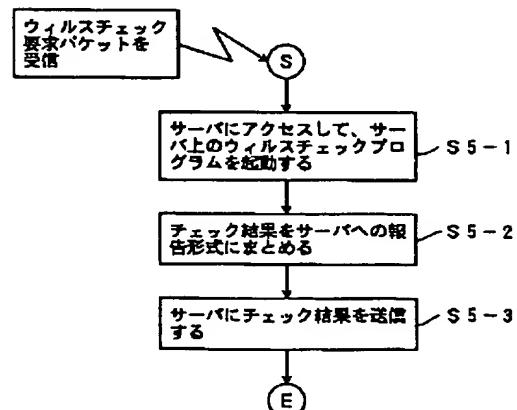 ウィルスチェック
要求パケットを
受信
S
サーバにアクセスして、サー
バ上のウィルスチェックプロ
グラムを起動する
S5-1
チェック結果をサーバへの報
告形式にまとめる
S5-2
サーバにチェック結果を送信
する
S5-3
E